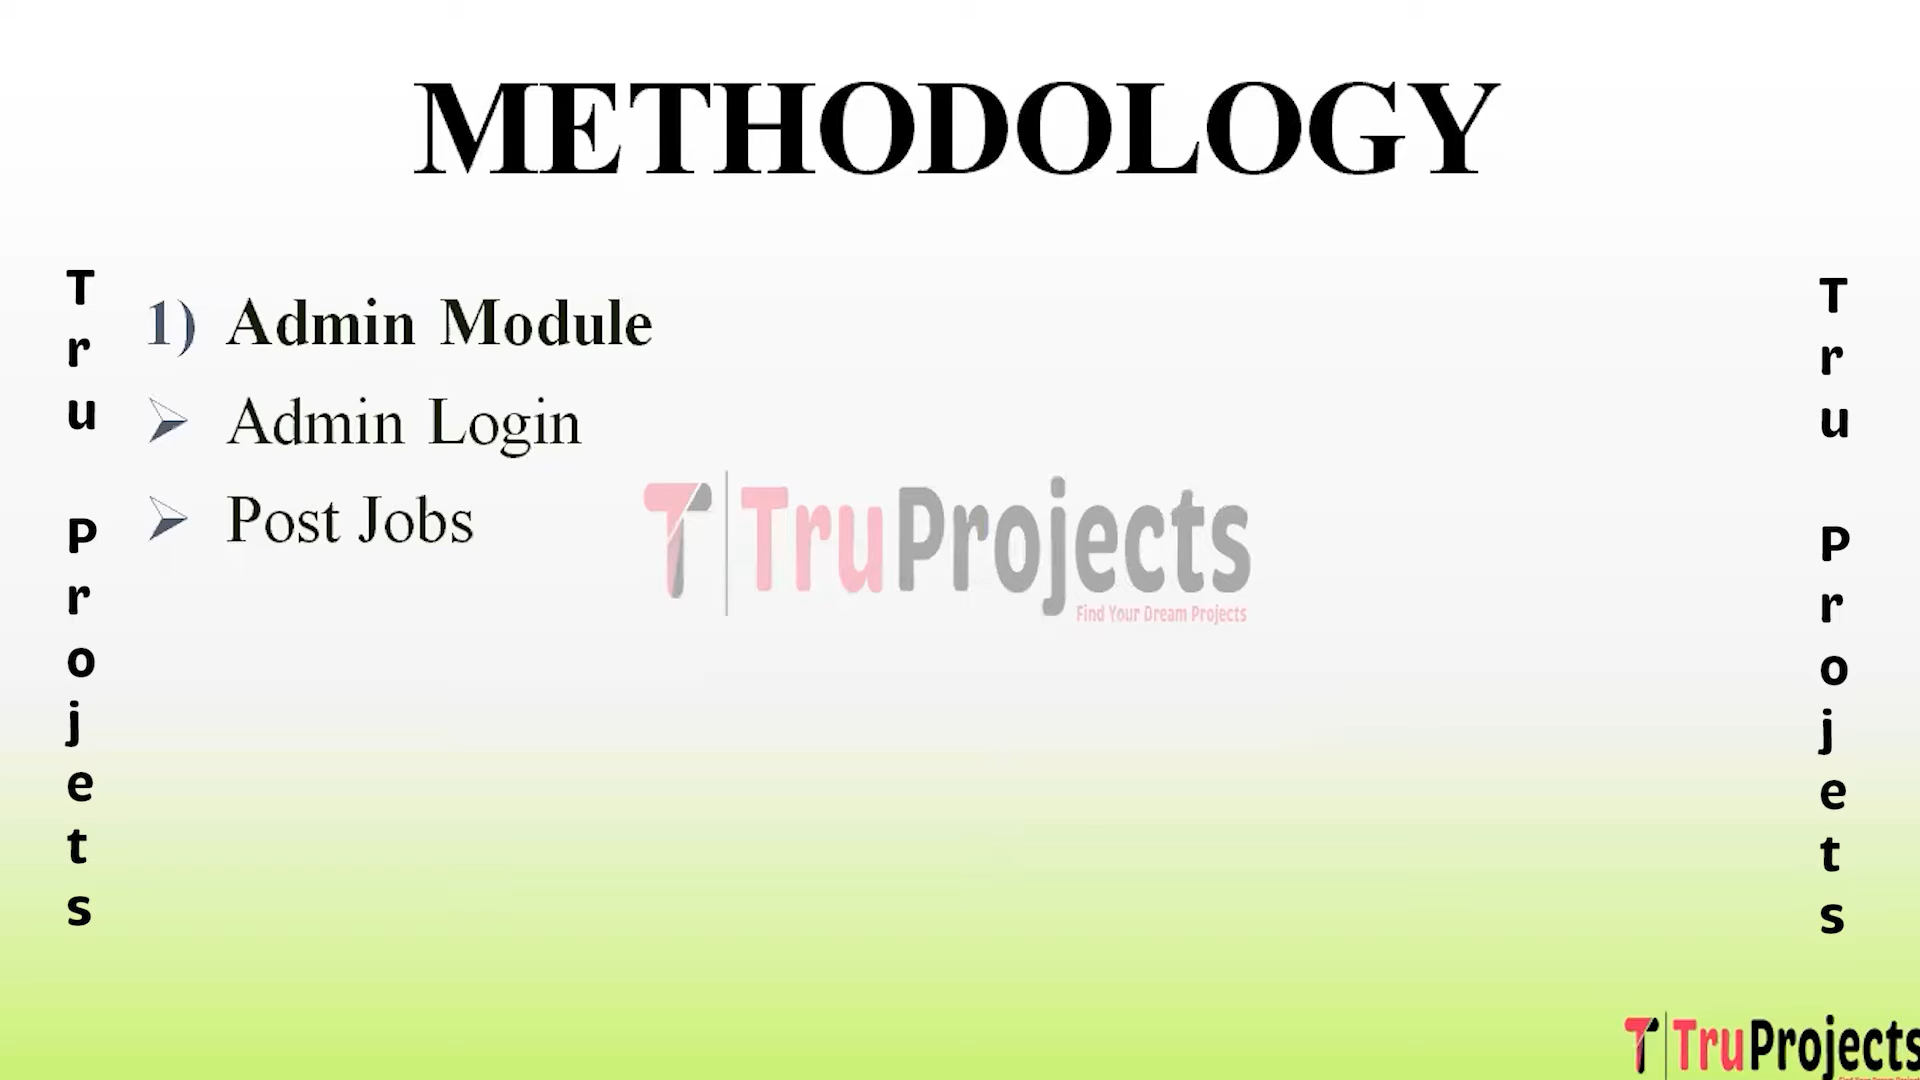 METHODOLOGY
1) Admin Module
➢ Admin Login
➢ Post Jobs
Tru Projets
Tru Projets
T TruProjects
Find Your Dream Projects
T TruProjects